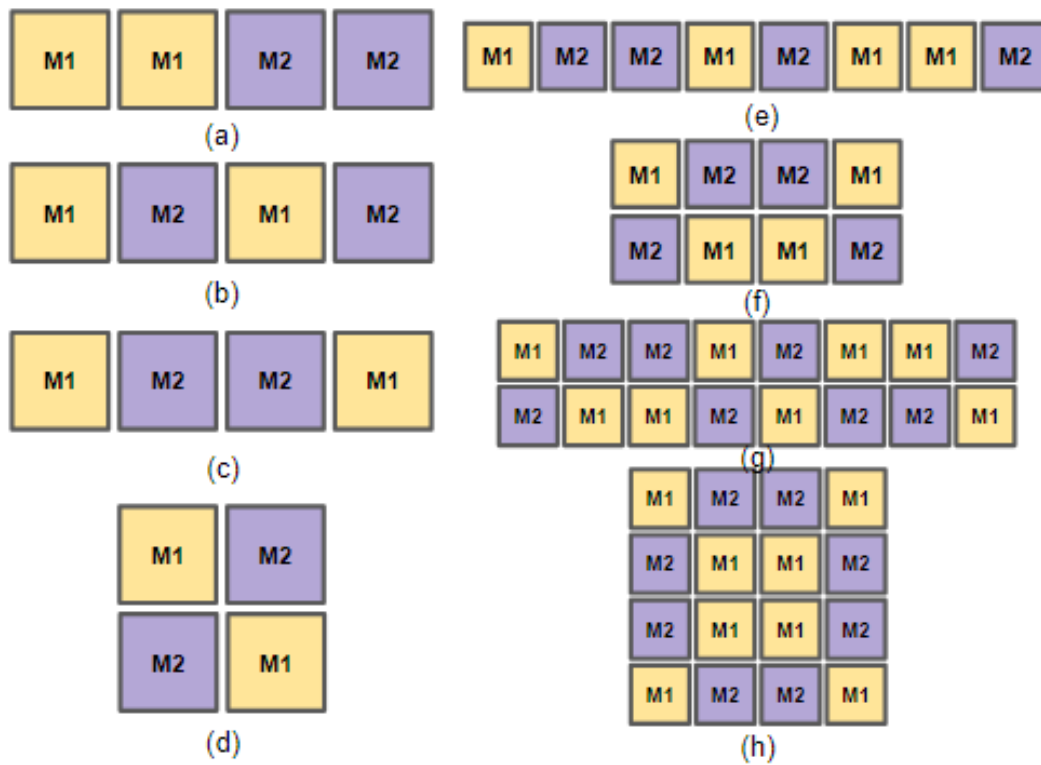 M1 M1 M2 M2
(a)
M1 M2 M1 M2
(b)
M1 M2 M2 M1
(c)
M1 M2
M2 M1
(d)
M1 M2 M2 M1 M2 M1 M1 M2
(e)
M1 M2 M2 M1
M2 M1 M1 M2
(f)
M1 M2 M2 M1 M2 M1 M1 M2
M2 M1 M1 M2 M1 M2 M2 M1
(g)
M1 M2 M2 M1
M2 M1 M1 M2
M2 M1 M1 M2
M1 M2 M2 M1
(h)